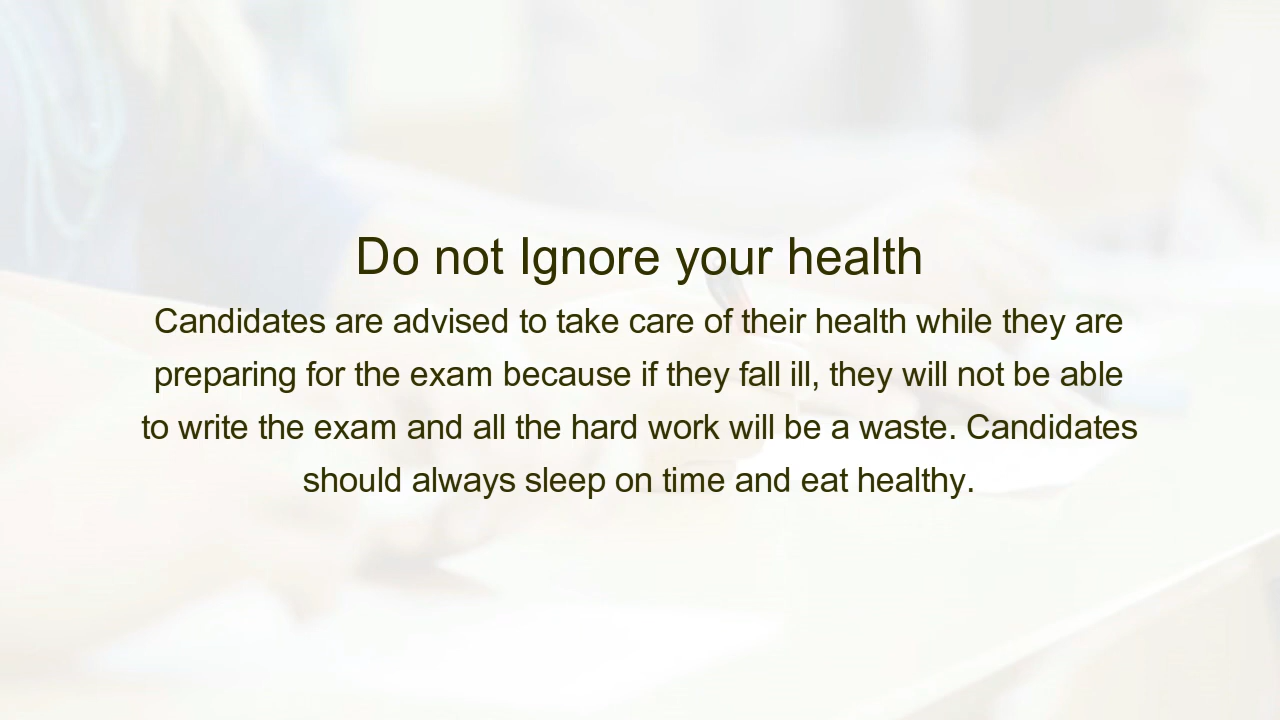 Do not Ignore your health
Candidates are advised to take care of their health while they are
preparing for the exam because if they fall ill, they will not be able
to write the exam and all the hard work will be a waste. Candidates
should always sleep on time and eat healthy.